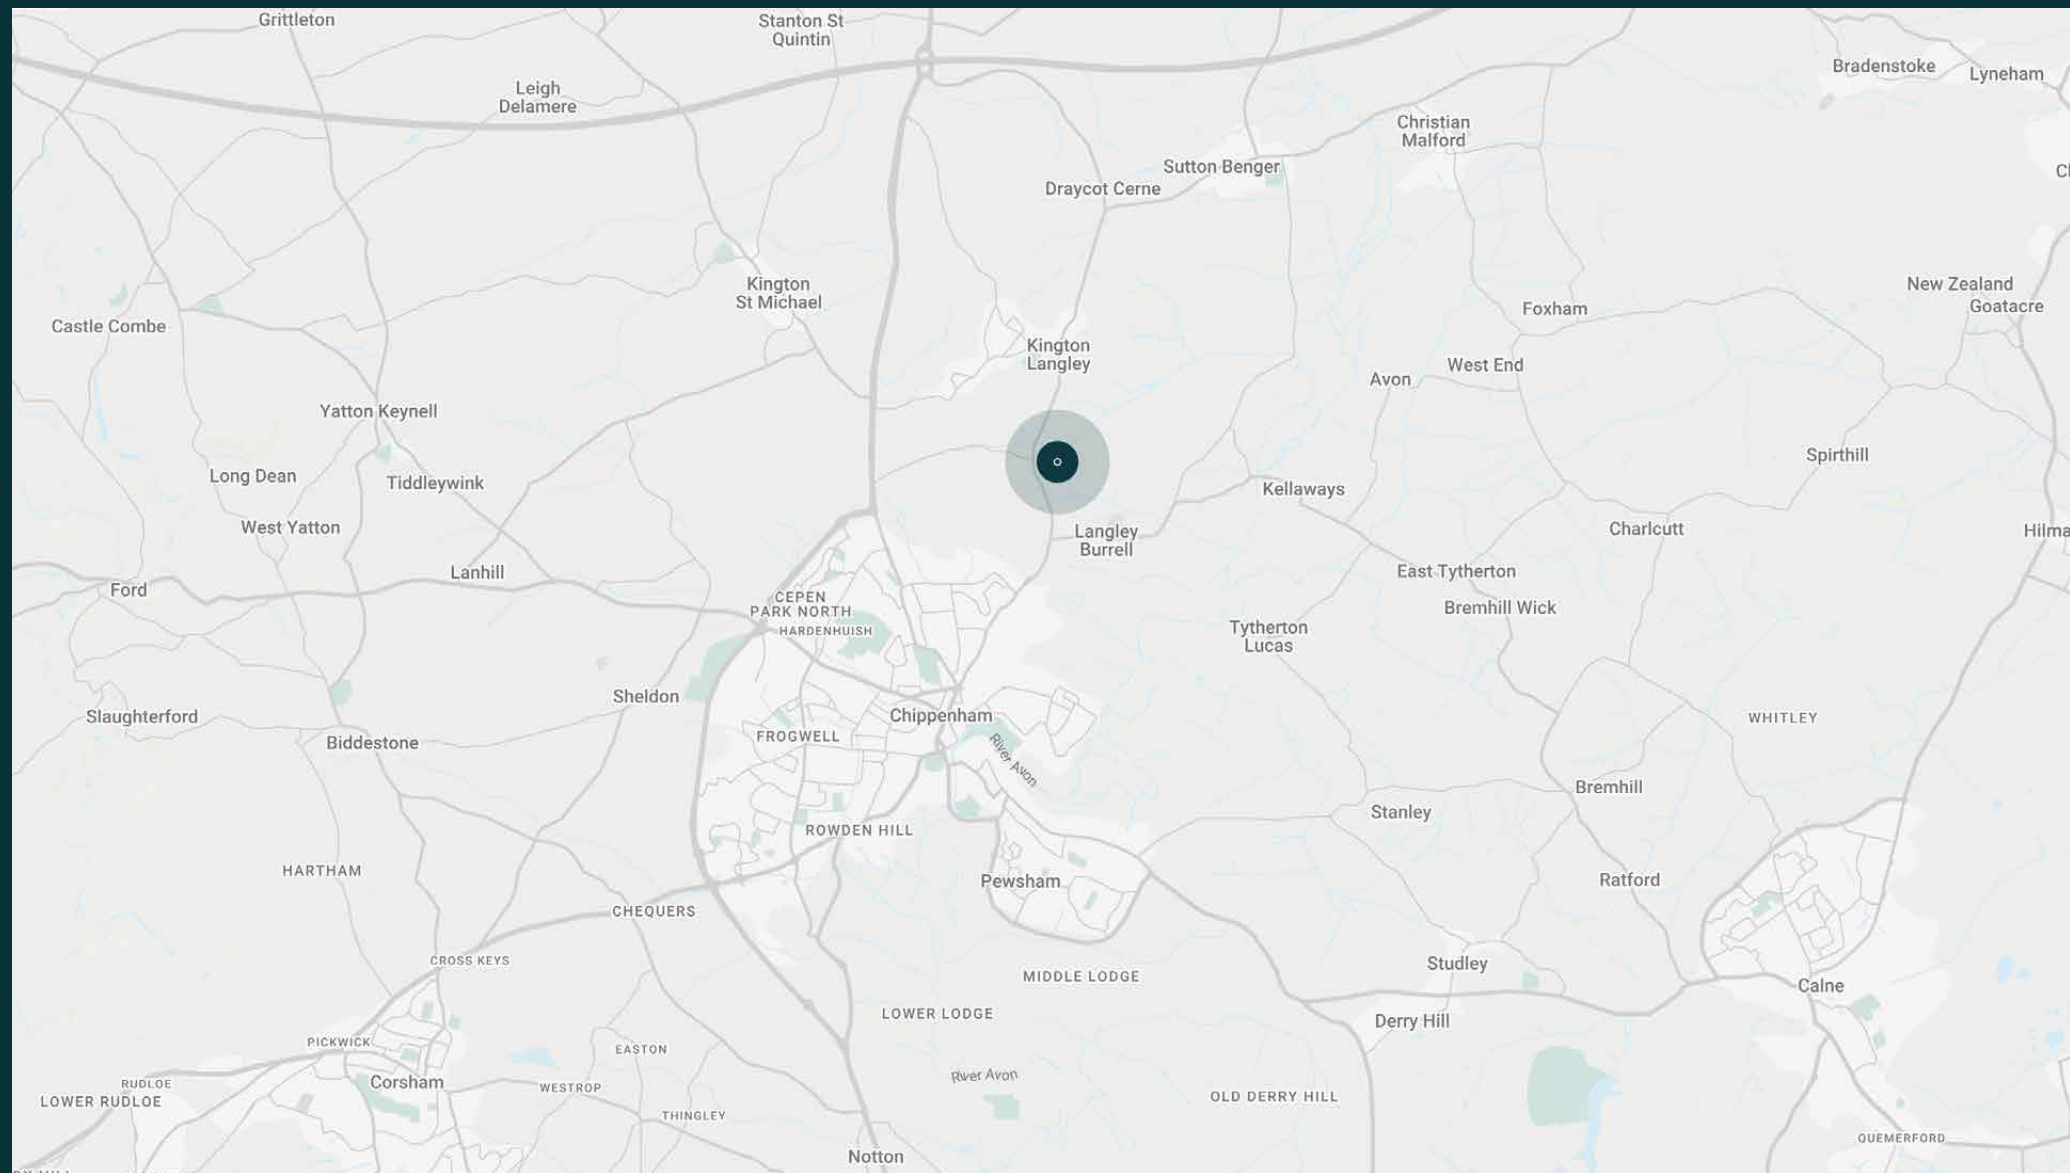 Grittleton
Stanton St
Quintin
Bradenstoke
Lyneham
Leigh
Delamere
Christian
Malford
Sutton Benger
Draycot Cerne
Kington
St Michael
New Zealand
Goatacre
Foxham
Castle Combe
Kington
Langley
West End
Avon
Yatton Keynell
Spirthill
Long Dean
Tiddleywink
Kellaways
West Yatton
Langley
Burrell
Charlcutt
Hilma
Lanhill
East Tytherton
Ford
CEPEN
PARK NORTH
Bremhill Wick
HARDENHUISH
Tytherton
Lucas
Sheldon
Slaughterford
Chippenham
WHITLEY
FROGWELL
Biddestone
River Avon
Bremhill
Stanley
ROWDEN HILL
HARTHAM
Pewsham
Ratford
CHEQUERS
CROSS KEYS
Studley
MIDDLE LODGE
Calne
LOWER LODGE
Derry Hill
PICKWICK
EASTON
River Avon
RUDLOE
Corsham
WESTROP
LOWER RUDLOE
OLD DERRY HILL
THINGLEY
QUEMERFORD
Notton